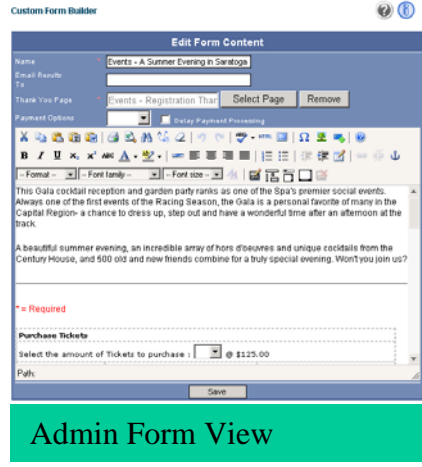 Custom Form Builder
Edit Form Content
Name * Events - A Summer Evening in Saratoga
Email Results To
Thank You Page * Events - Registration Than Select Page Remove
Payment Options Delay Payment Processing
-- Format -- -- Font family -- -- Font size --
This Gala cocktail reception and garden party ranks as one of the Spa's premier social events.
Always one of the first events of the Racing Season, the Gala is a personal favorite of many in the
Capital Region- a chance to dress up, step out and have a wonderful time after an afternoon at the
track.
A beautiful summer evening, an incredible array of hors d'oeuvres and unique cocktails from the
Century House, and 500 old and new friends combine for a truly special evening. Won't you join us?
* = Required
Purchase Tickets
Select the amount of Tickets to purchase : @ $125.00
Path:
Save
Admin Form View